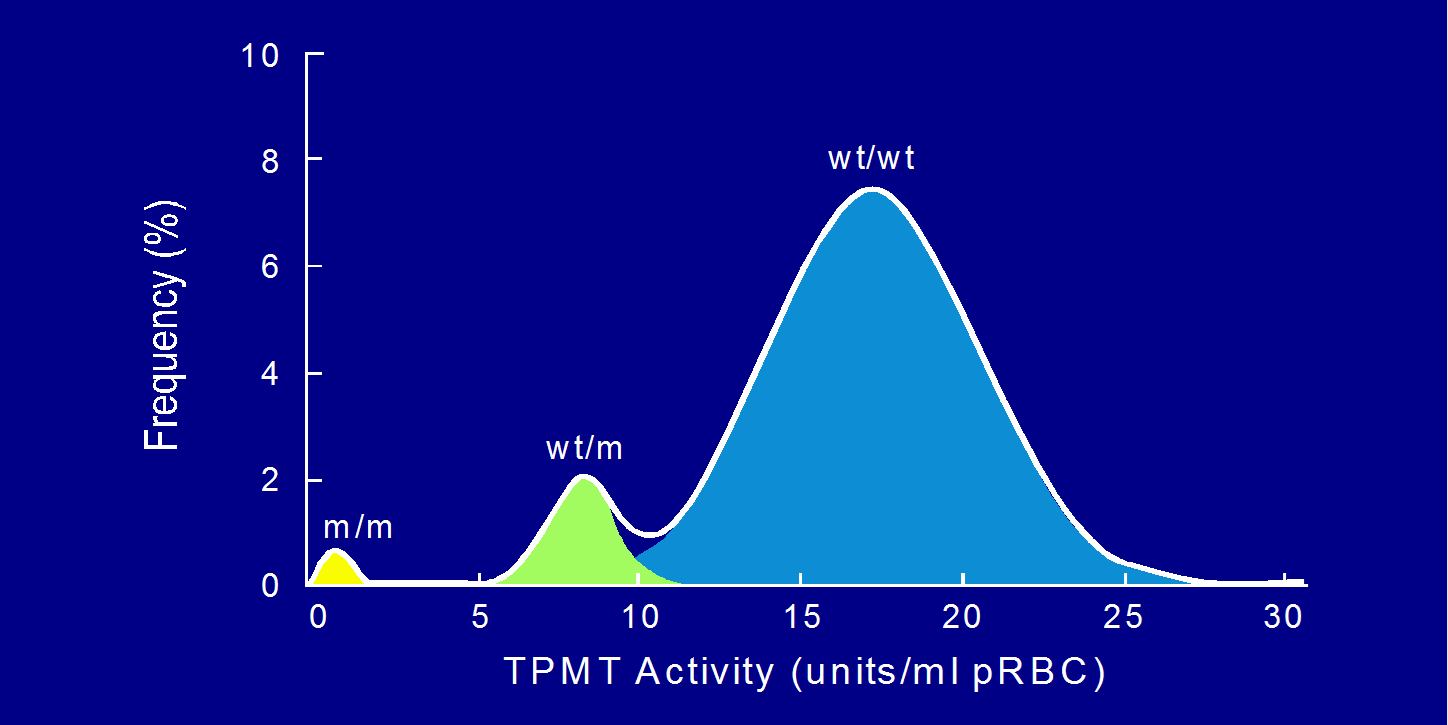 10
8
6
4
2
0
Frequency (%)
wt/wt
wt/m
m/m
0 5 10 15 20 25 30
TPMT Activity (units/ml pRBC)